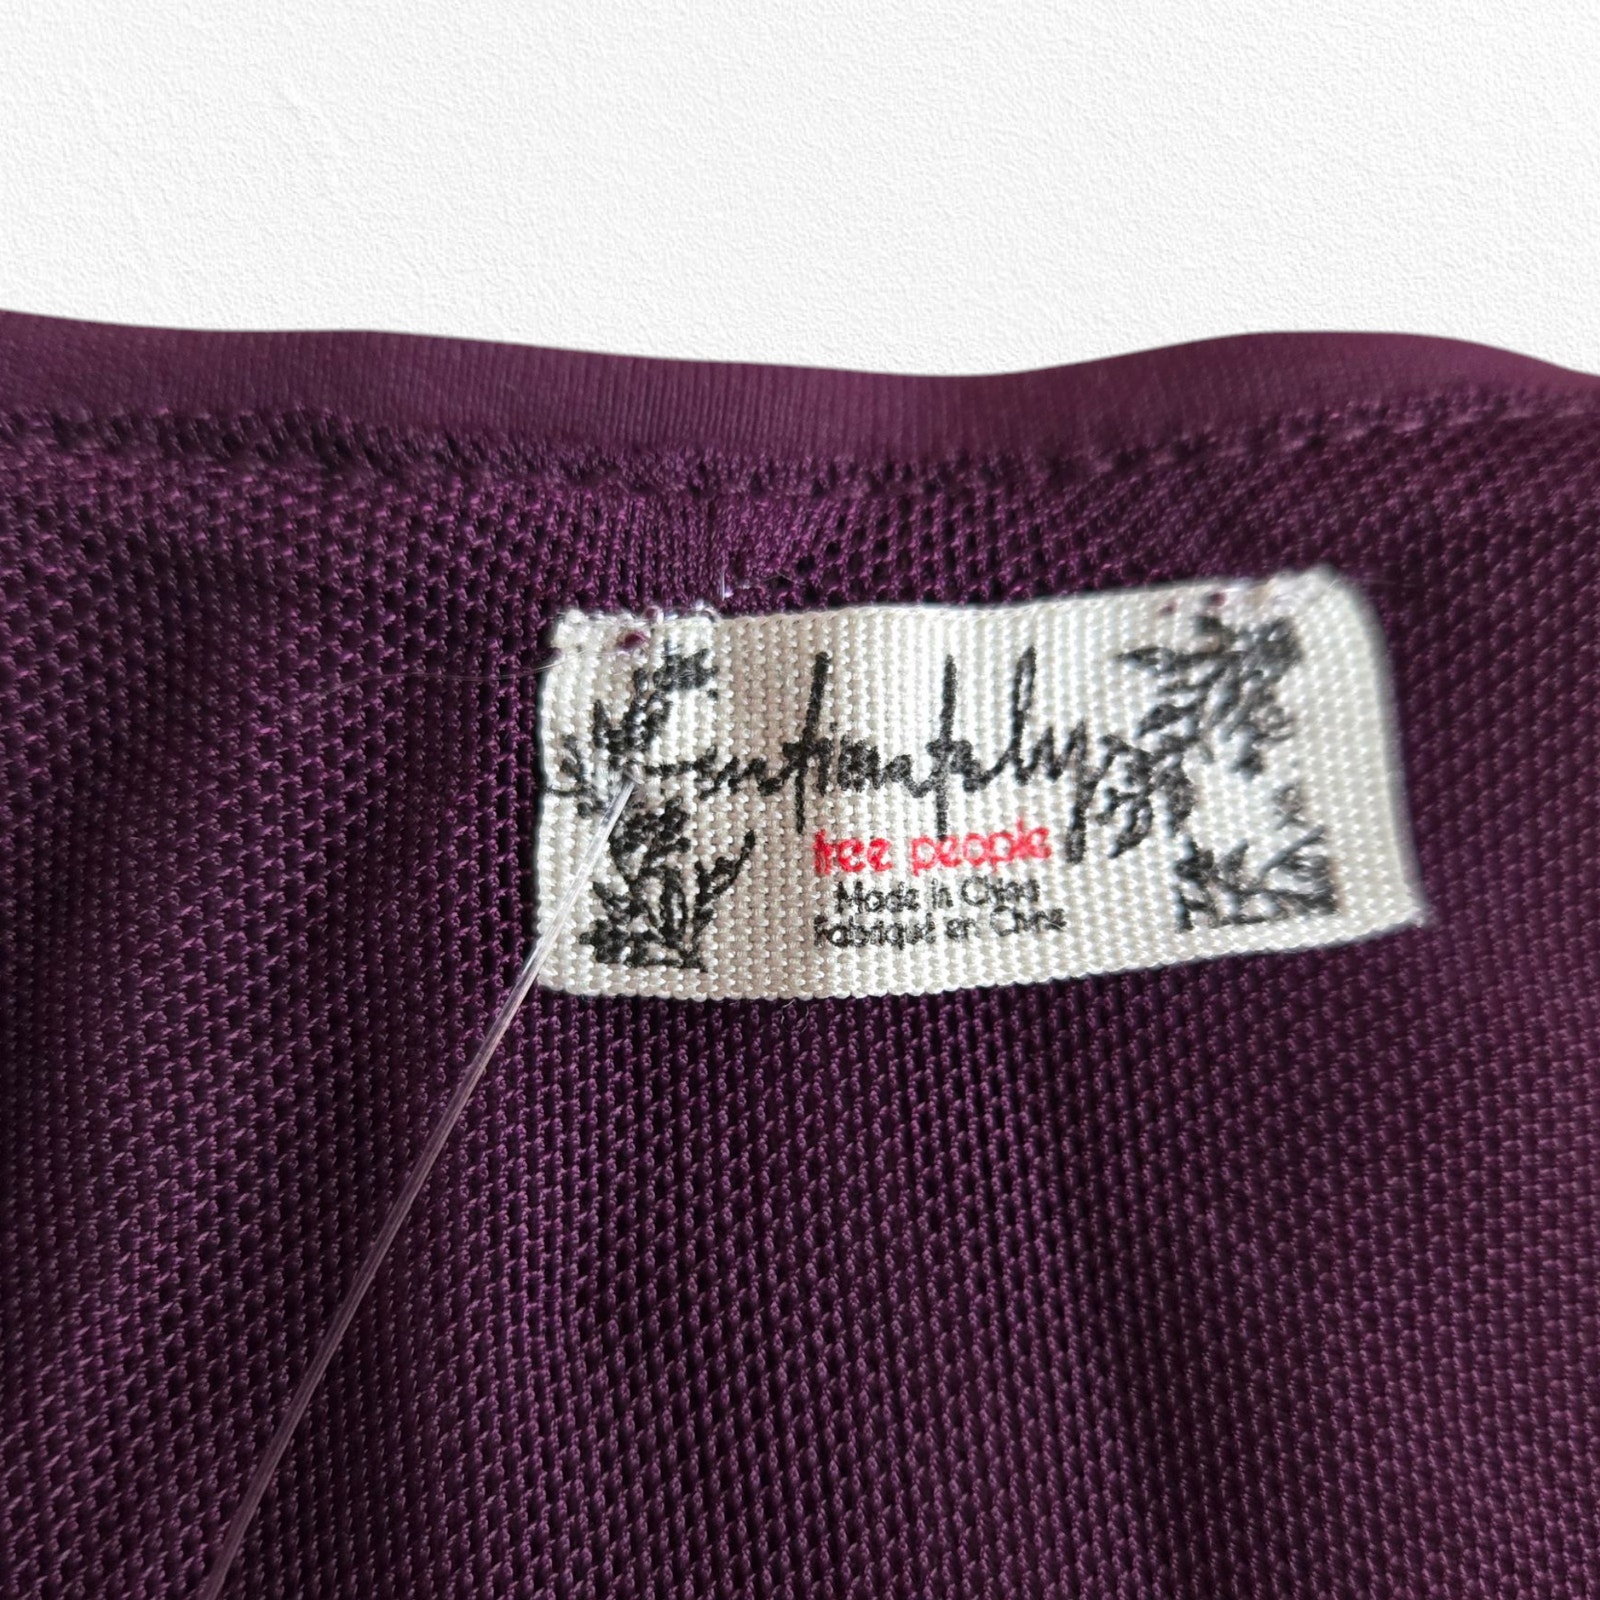 Intimately
free people
Made in China
Fabriqué en Chine